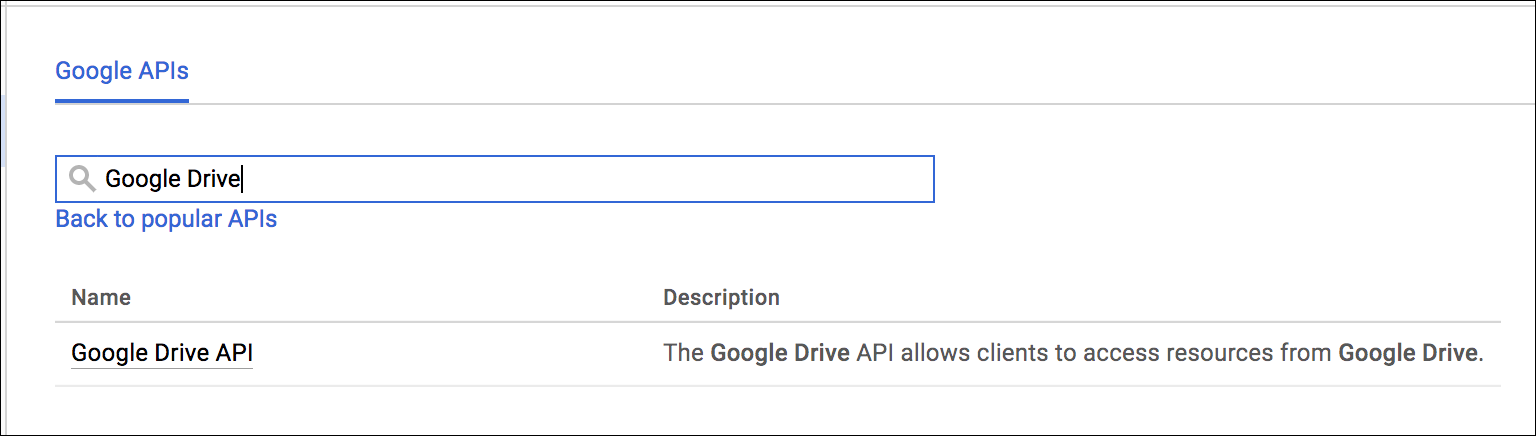 Google APIs
Google Drive
Back to popular APIs
Name Description
Google Drive API The Google Drive API allows clients to access resources from Google Drive.